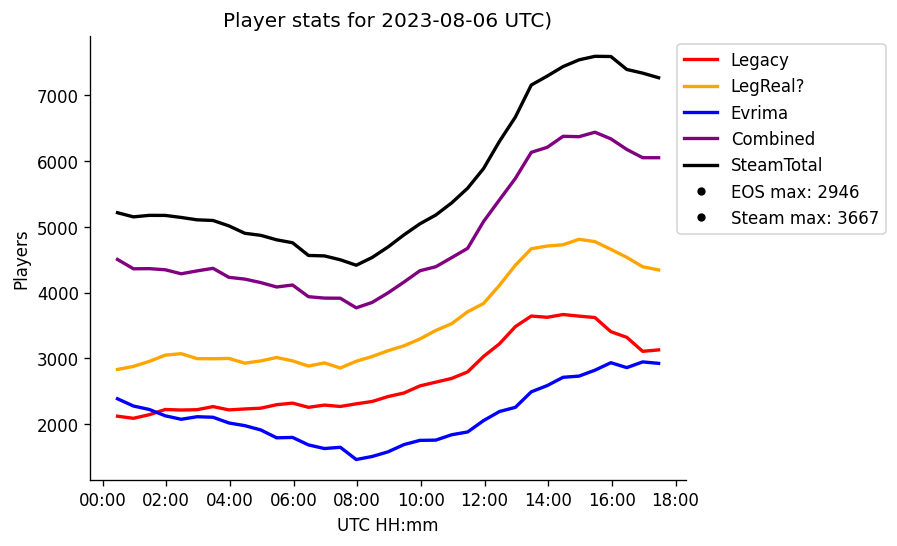 Player stats for 2023-08-06 UTC)
Legacy
LegReal?
Evrima
Combined
SteamTotal
EOS max: 2946
Steam max: 3667
7000
6000
5000
4000
3000
2000
Players
00:00 02:00 04:00 06:00 08:00 10:00 12:00 14:00 16:00 18:00
UTC HH:mm